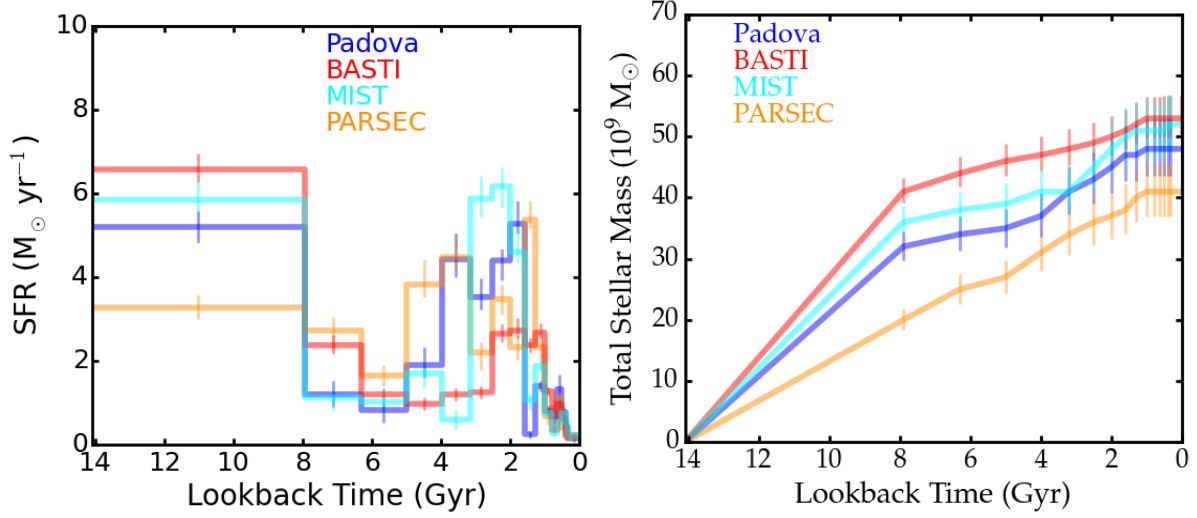 10
8
6
4
2
0
SFR (M☉ yr⁻¹)
Padova
BASTI
MIST
PARSEC
14 12 10 8 6 4 2 0
Lookback Time (Gyr)
70
60
50
40
30
20
10
0
Total Stellar Mass (10⁹ M☉)
Padova
BASTI
MIST
PARSEC
14 12 10 8 6 4 2 0
Lookback Time (Gyr)